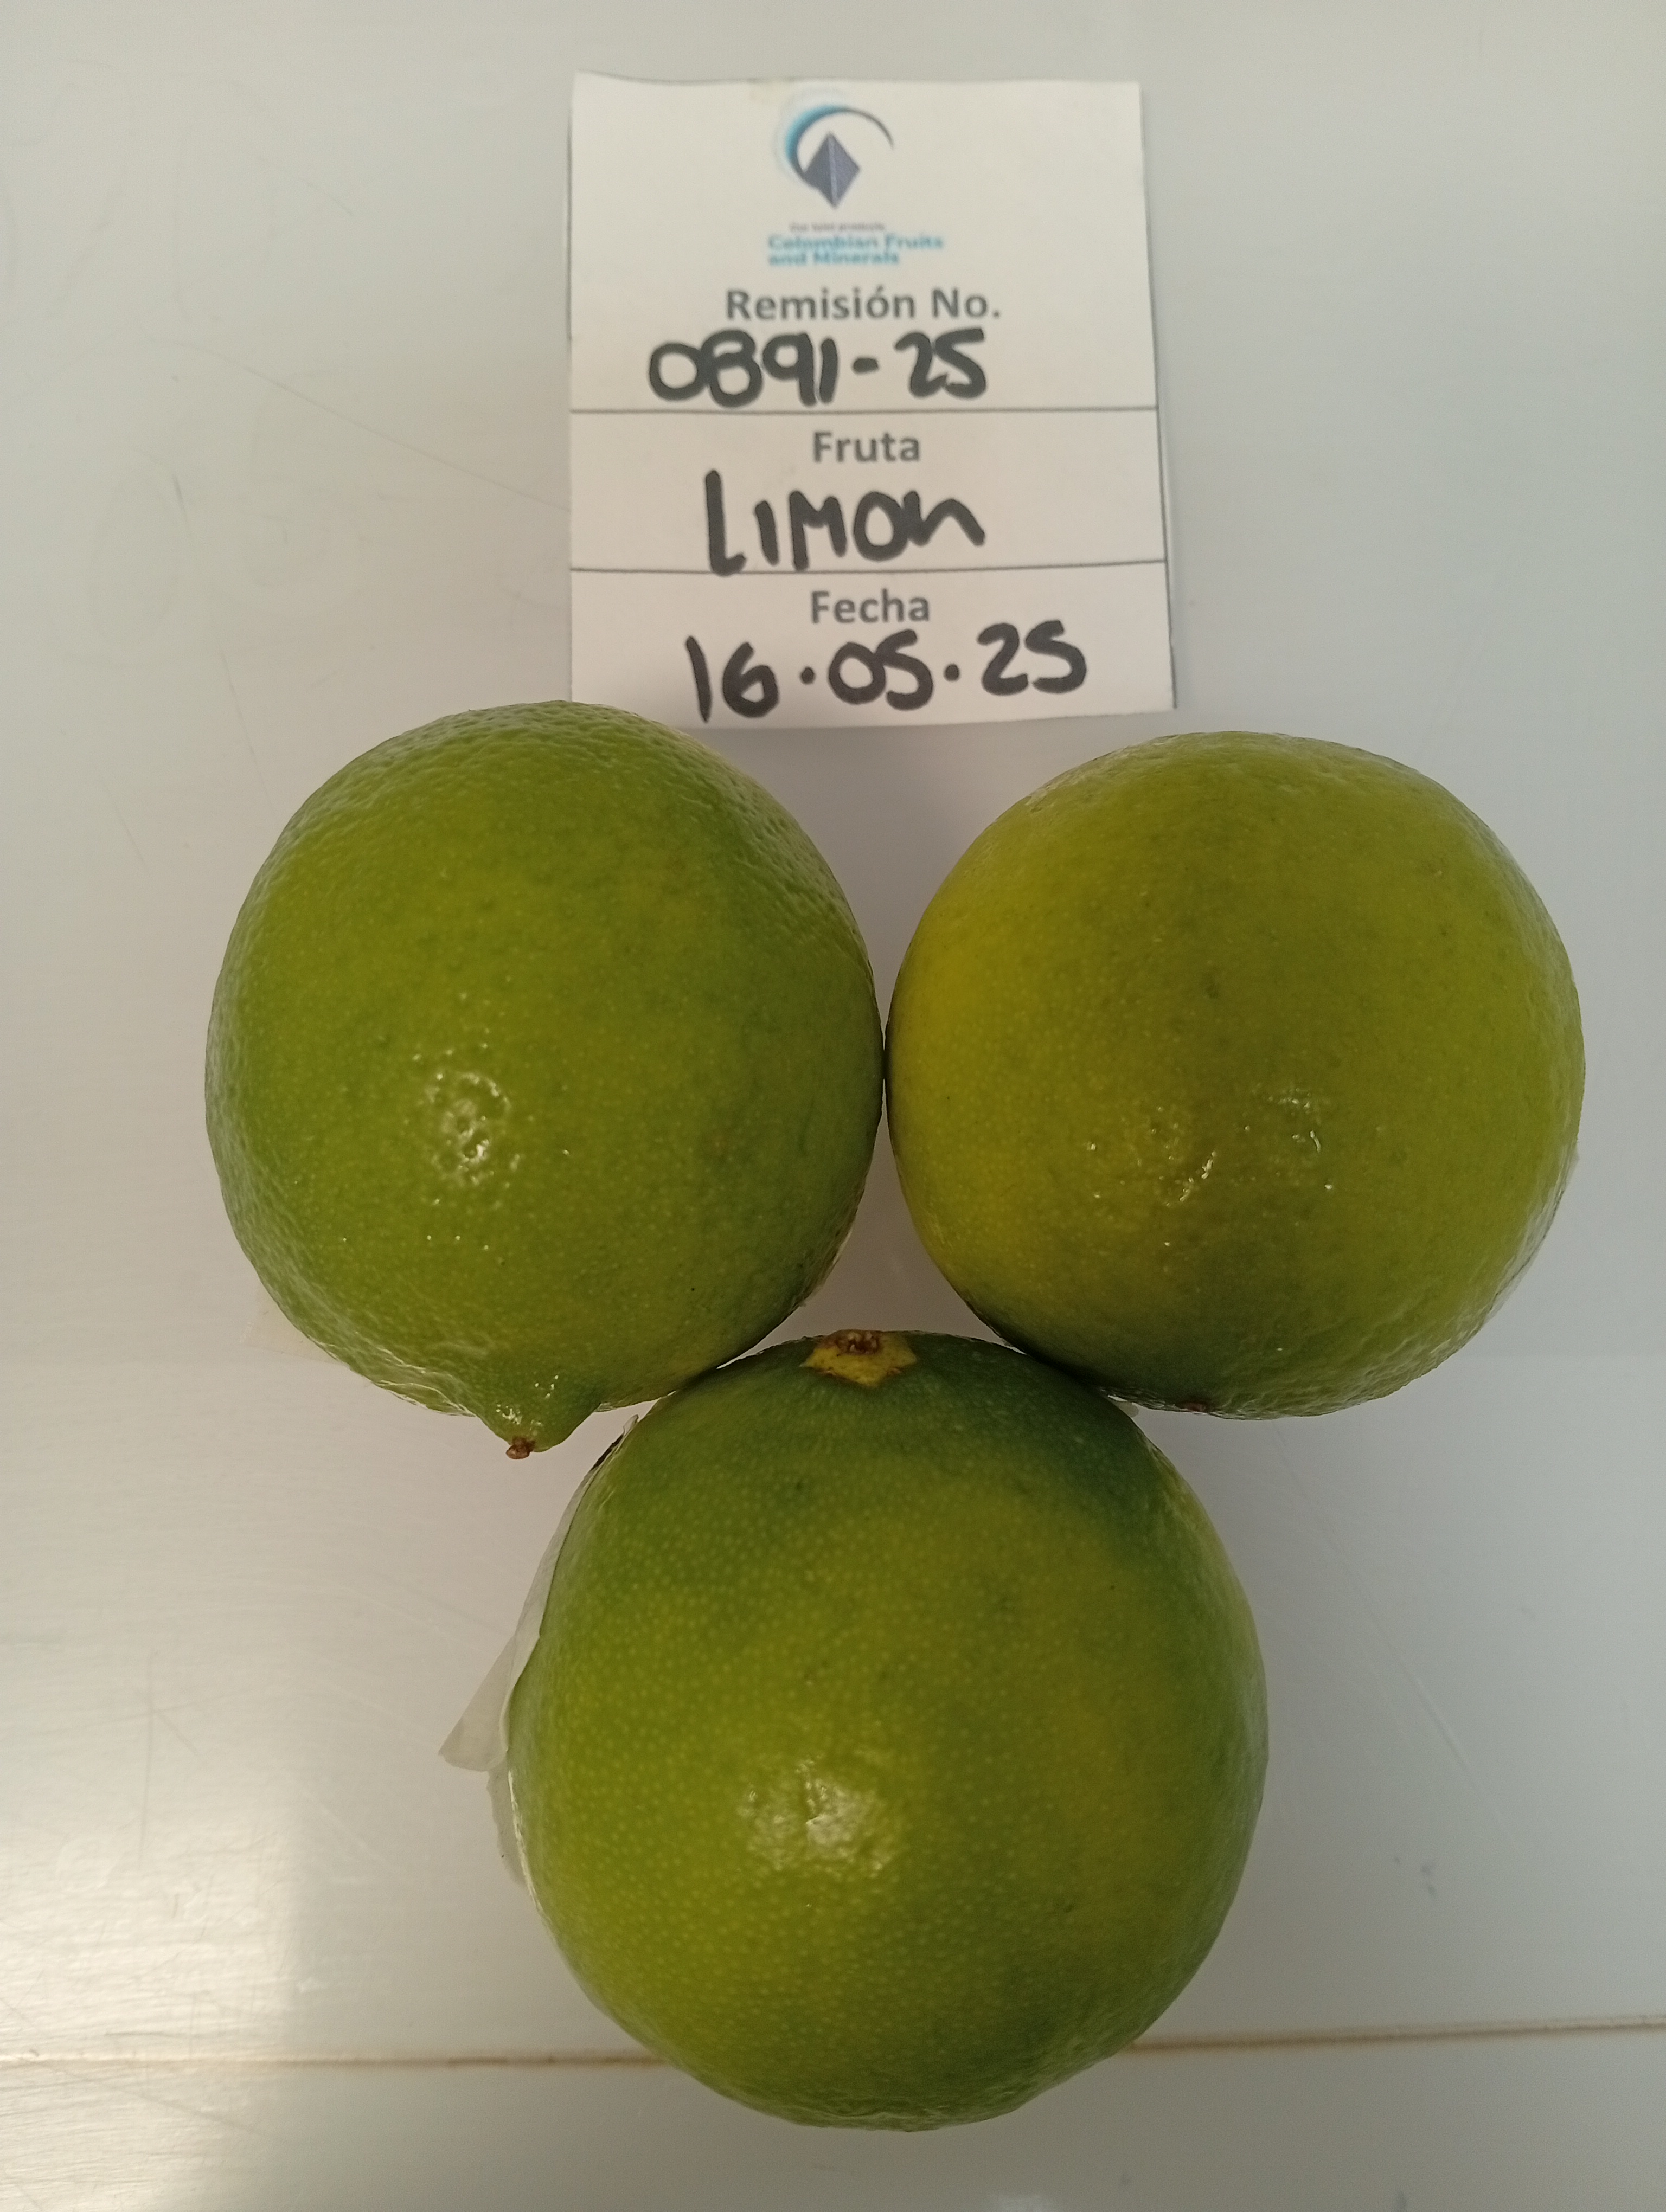 Colombian Fruits
and Minerals
Remisión No.
0891-25
Fruta
LIMON
Fecha
16.05.25